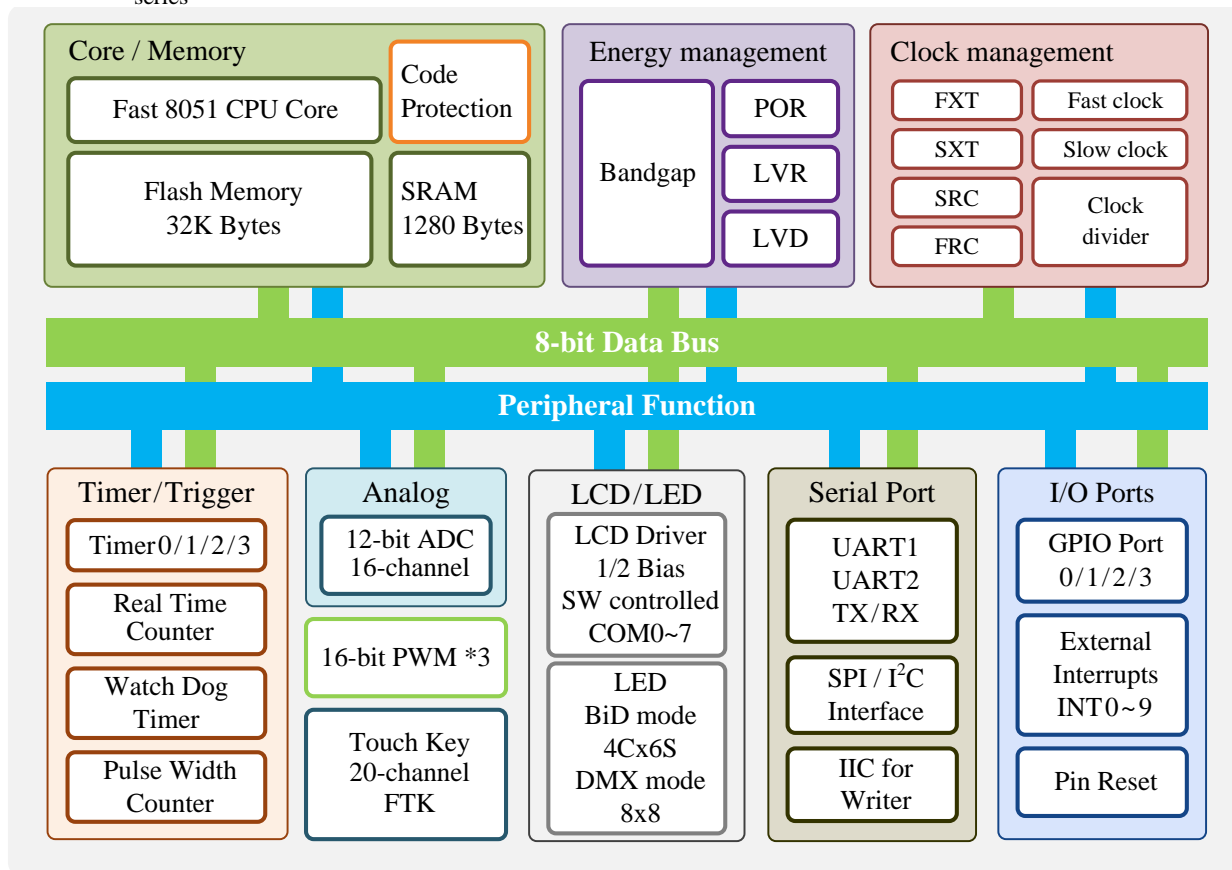 series
Core / Memory
Fast 8051 CPU Core
Code
Protection
Flash Memory
32K Bytes
SRAM
1280 Bytes
Energy management
Bandgap
POR
LVR
LVD
Clock management
FXT
Fast clock
SXT
Slow clock
SRC
FRC
Clock
divider
8-bit Data Bus
Peripheral Function
Timer/Trigger
Timer0/1/2/3
Real Time
Counter
Watch Dog
Timer
Pulse Width
Counter
Analog
12-bit ADC
16-channel
16-bit PWM *3
Touch Key
20-channel
FTK
LCD/LED
LCD Driver
1/2 Bias
SW controlled
COM0~7
LED
BiD mode
4Cx6S
DMX mode
8x8
Serial Port
UART1
UART2
TX/RX
SPI / I²C
Interface
IIC for
Writer
I/O Ports
GPIO Port
0/1/2/3
External
Interrupts
INT0~9
Pin Reset